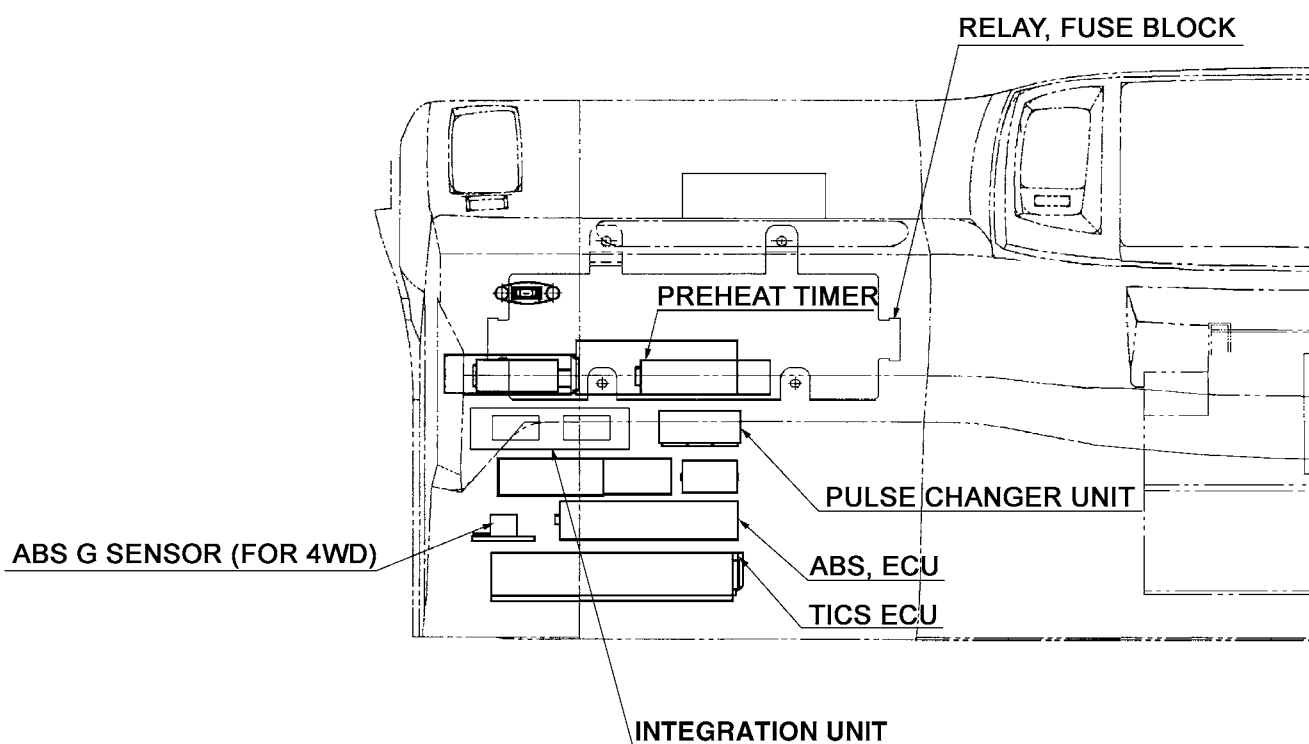 RELAY, FUSE BLOCK
PREHEAT TIMER
PULSE CHANGER UNIT
ABS G SENSOR (FOR 4WD)
ABS, ECU
TICS ECU
INTEGRATION UNIT